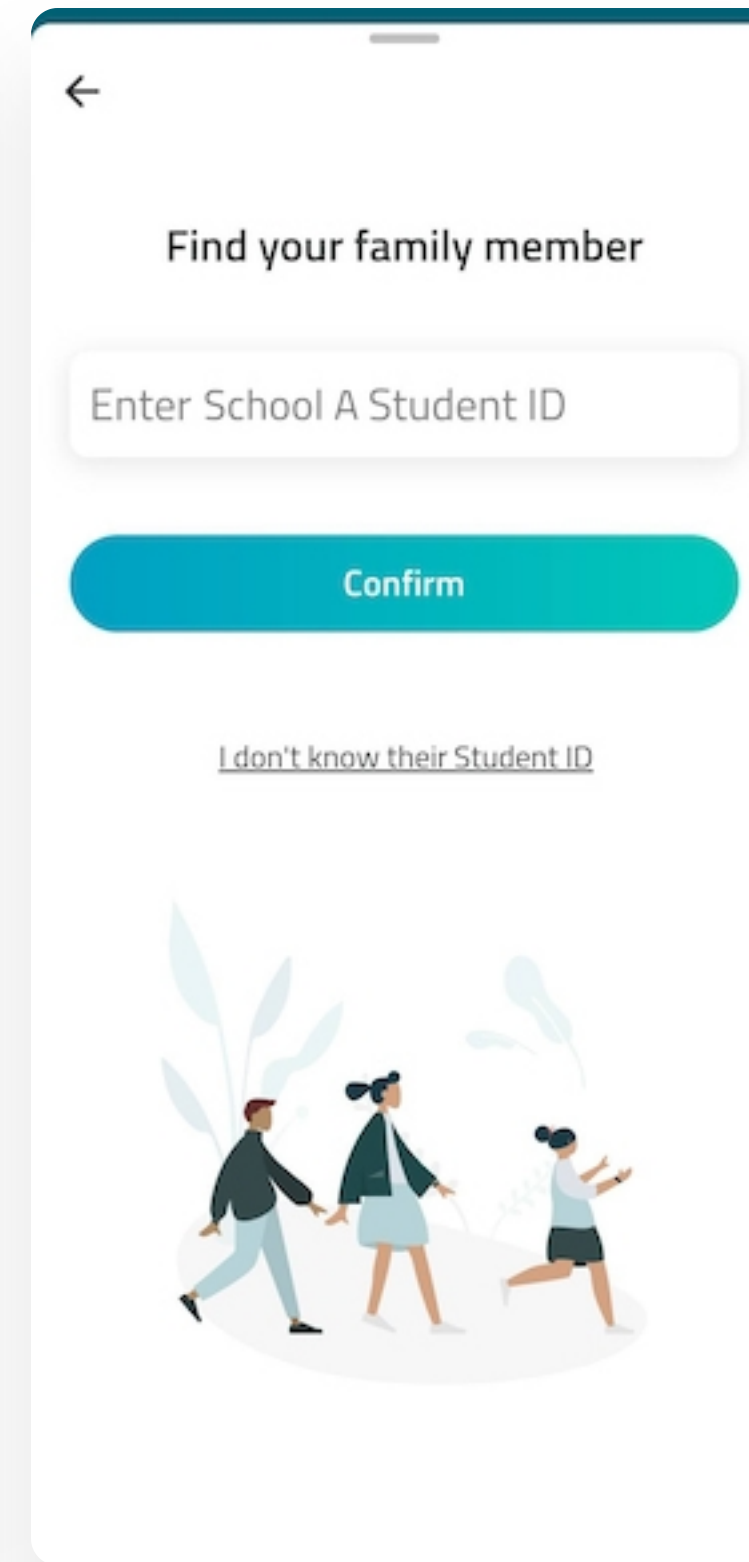 Find your family member
Enter School A Student ID
Confirm
I don't know their Student ID